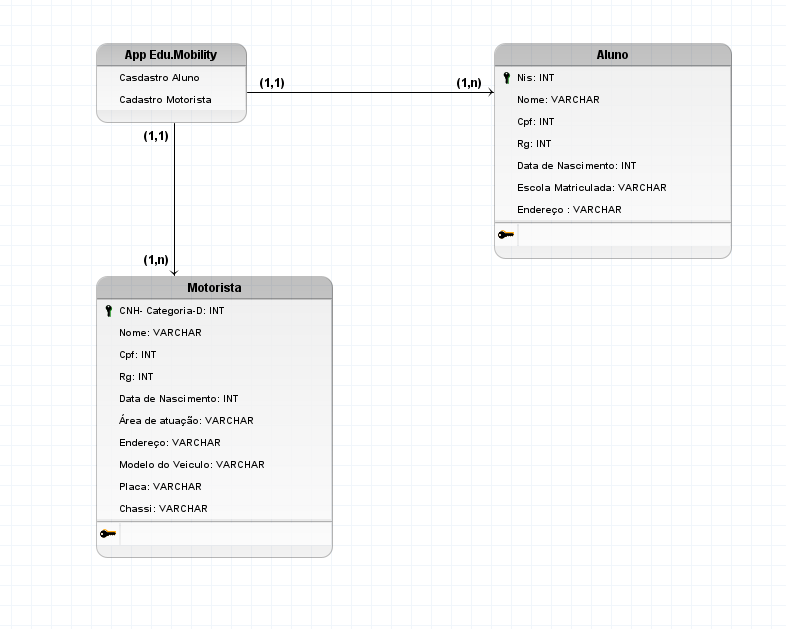 App Edu.Mobility
Casdastro Aluno
Cadastro Motorista
(1,1)
(1,n)
Aluno
Nis: INT
Nome: VARCHAR
Cpf: INT
Rg: INT
Data de Nascimento: INT
Escola Matriculada: VARCHAR
Endereço : VARCHAR
(1,1)
(1,n)
Motorista
CNH- Categoria-D: INT
Nome: VARCHAR
Cpf: INT
Rg: INT
Data de Nascimento: INT
Área de atuação: VARCHAR
Endereço: VARCHAR
Modelo do Veiculo: VARCHAR
Placa: VARCHAR
Chassi: VARCHAR